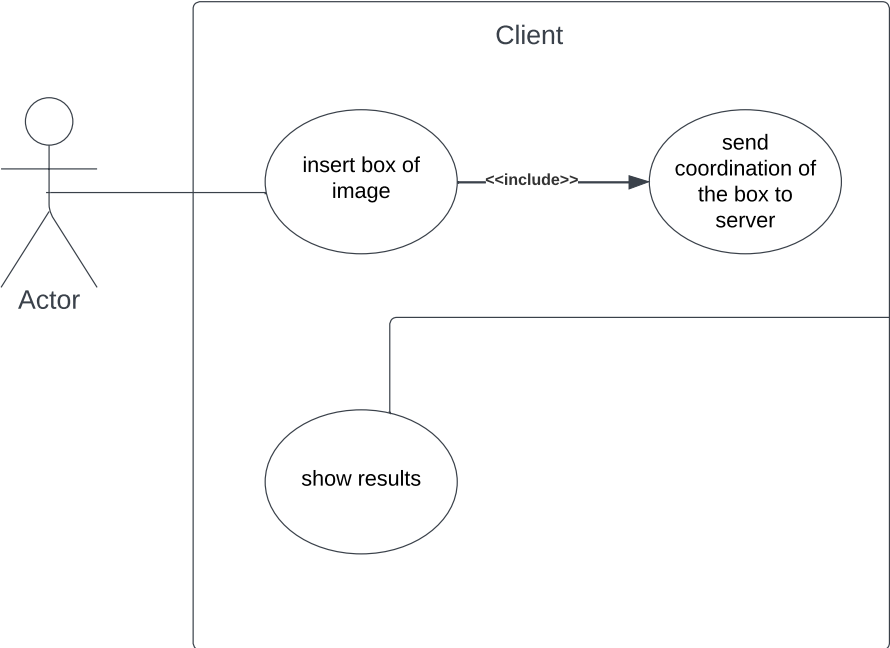 Client
insert box of
image
<<include>>
send
coordination of
the box to
server
Actor
show results